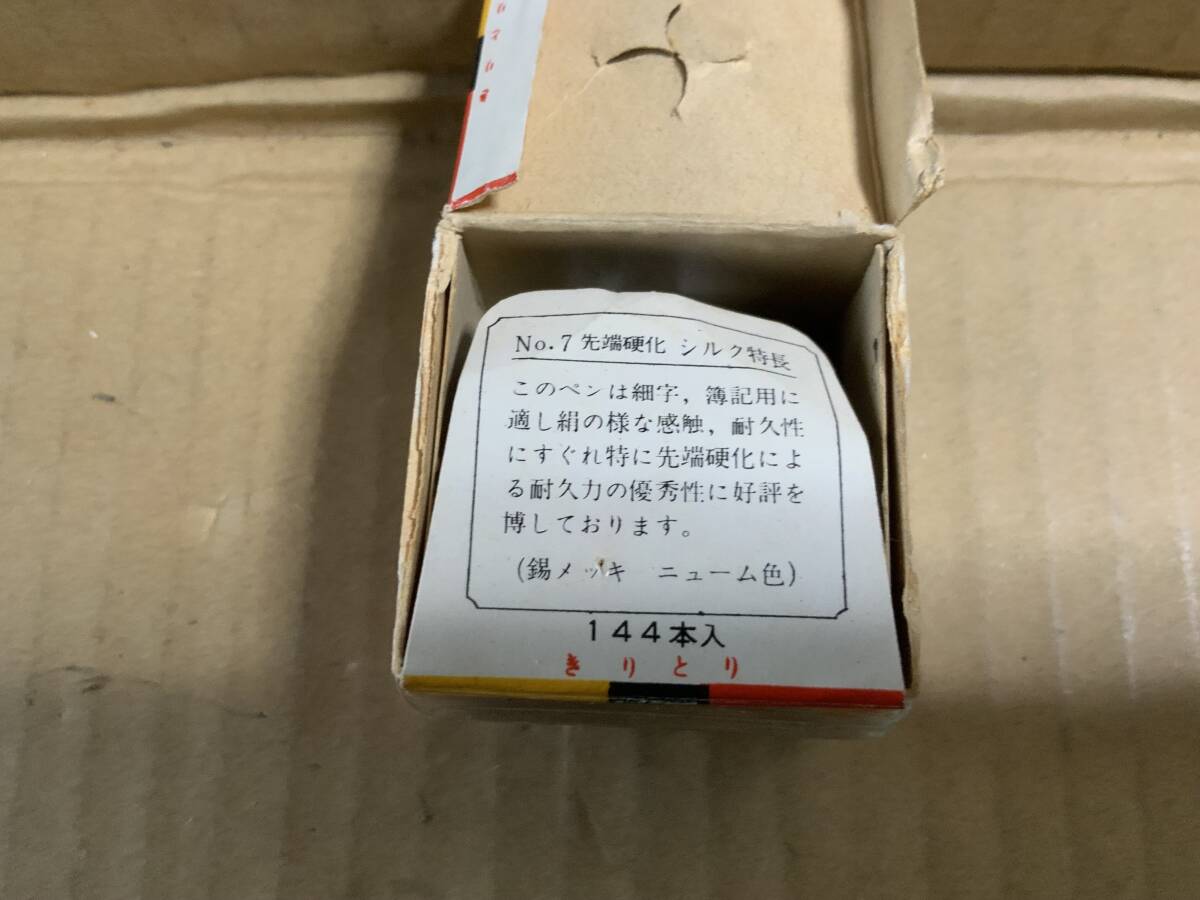 No.7 先端硬化 シルク特長
このペンは細字，簿記用に
適し絹の様な感触，耐久性
にすぐれ特に先端硬化によ
る耐久力の優秀性に好評を
博しております。
（錫メッキ ニューム色）
144本入
きりとり